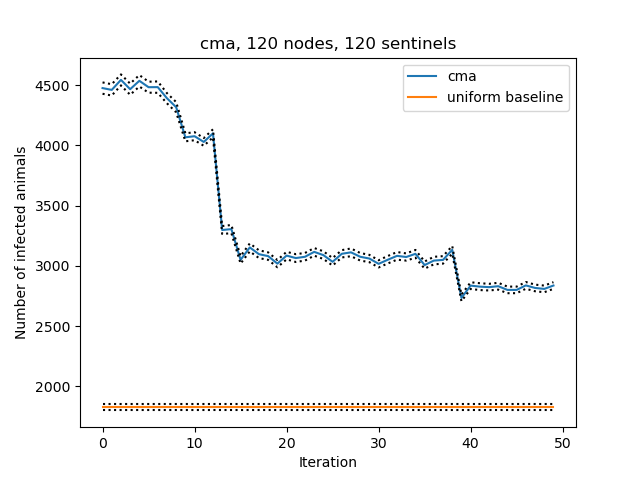 cma, 120 nodes, 120 sentinels
cma
uniform baseline
Number of infected animals
4500
4000
3500
3000
2500
2000
0 10 20 30 40 50
Iteration